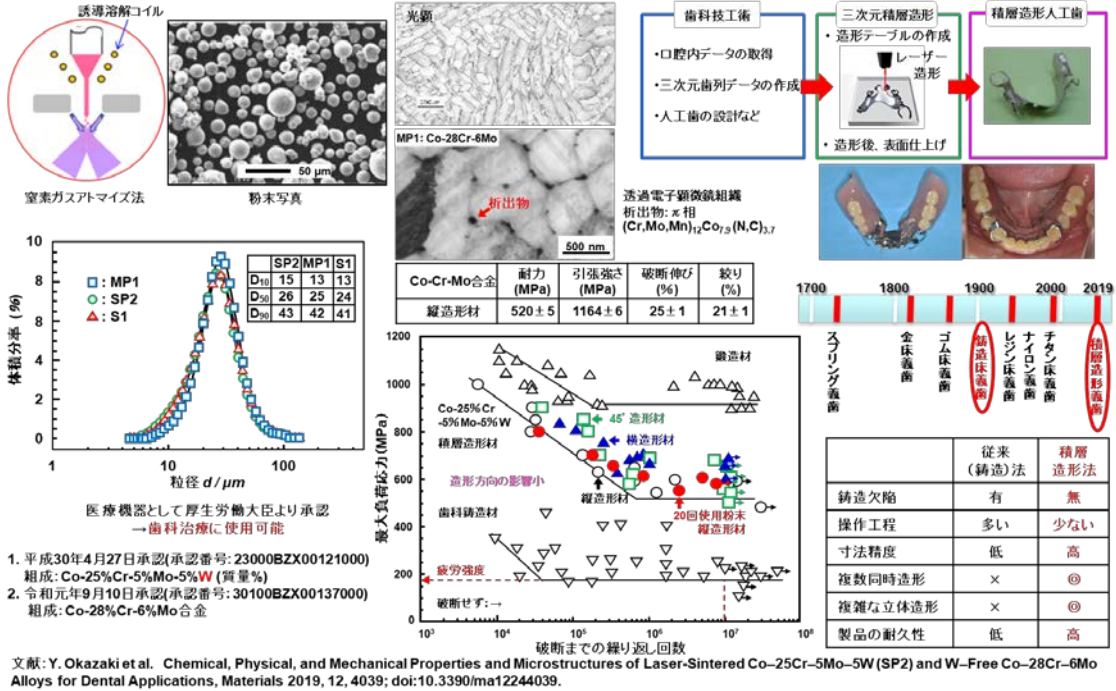 誘導溶解コイル
窒素ガスアトマイズ法
50 μm
粉末写真
光顕
MP1: Co-28Cr-6Mo
析出物
500 nm
透過電子顕微鏡組織
析出物: π 相
(Cr,Mo,Mn)12Co7.9(N,C)3.7
歯科技工術
・口腔内データの取得
・三次元歯列データの作成
・人工歯の設計など
三次元積層造形
・ 造形テーブルの作成
レーザー
造形
・ 造形後、表面仕上げ
積層造形人工歯
10
8
6
4
2
0
体積分率 (%)
: MP1
: SP2
: S1
SP2 MP1 S1
D10 15 13 13
D50 26 25 24
D90 43 42 41
1 10 100
粒径 d / μm
Co-Cr-Mo合金 耐力 (MPa) 引張強さ (MPa) 破断伸び (%) 絞り (%)
縦造形材 520±5 1164±6 25±1 21±1
1200
1000
800
600
400
200
0
最大負荷応力(MPa)
鍛造材
Co-25%Cr
-5%Mo-5%W
積層造形材
45˚ 造形材
横造形材
造形方向の影響小
縦造形材
歯科鋳造材
20回使用粉末
縦造形材
疲労強度
破断せず: →
10³ 10⁴ 10⁵ 10⁶ 10⁷ 10⁸
破断までの繰り返し回数
1700 1800 1900 2000 2019
スプリング義歯
金床義歯
ゴム床義歯
鋳造床義歯
レジン床義歯
ナイロン義歯
チタン床義歯
積層造形義歯
従来 (鋳造)法 積層 造形法
鋳造欠陥 有 無
操作工程 多い 少ない
寸法精度 低 高
複数同時造形 × ◎
複雑な立体造形 × ◎
製品の耐久性 低 高
医療機器として厚生労働大臣より承認
→歯科治療に使用可能
1. 平成30年4月27日承認(承認番号: 23000BZX00121000)
組成: Co-25%Cr-5%Mo-5%W (質量%)
2. 令和元年9月10日承認(承認番号: 30100BZX00137000)
組成: Co-28%Cr-6%Mo合金
文献: Y. Okazaki et al. Chemical, Physical, and Mechanical Properties and Microstructures of Laser-Sintered Co–25Cr–5Mo–5W (SP2) and W–Free Co–28Cr–6Mo
Alloys for Dental Applications, Materials 2019, 12, 4039; doi:10.3390/ma12244039.